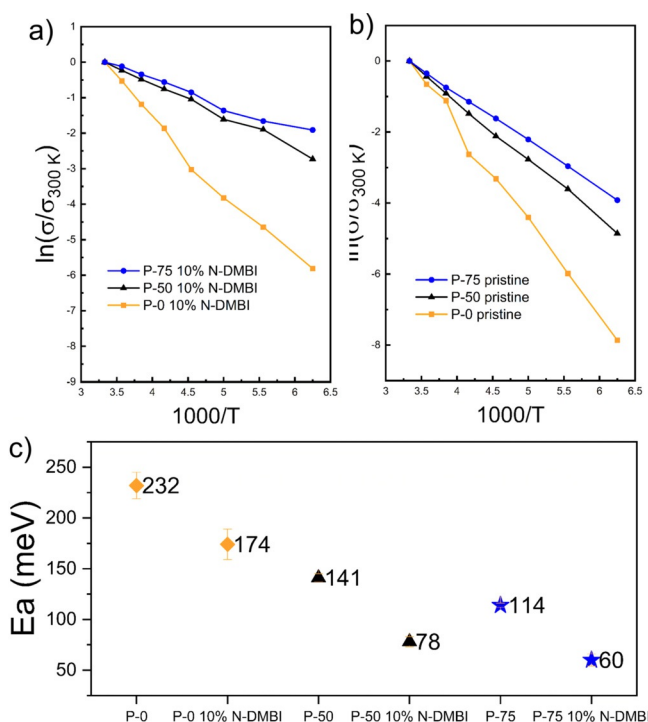 a)
ln(σ/σ300 K)
1
0
-1
-2
-3
-4
-5
-6
-7
-8
-9
P-75 10% N-DMBI
P-50 10% N-DMBI
P-0 10% N-DMBI
3 3.5 4 4.5 5 5.5 6 6.5
1000/T
b)
ln(σ/σ300 K)
0
-2
-4
-6
-8
P-75 pristine
P-50 pristine
P-0 pristine
3 3.5 4 4.5 5 5.5 6 6.5
1000/T
c)
Ea (meV)
250
200
150
100
50
232
174
141
78
114
60
P-0 P-0 10% N-DMBI P-50 P-50 10% N-DMBI P-75 P-75 10% N-DMBI